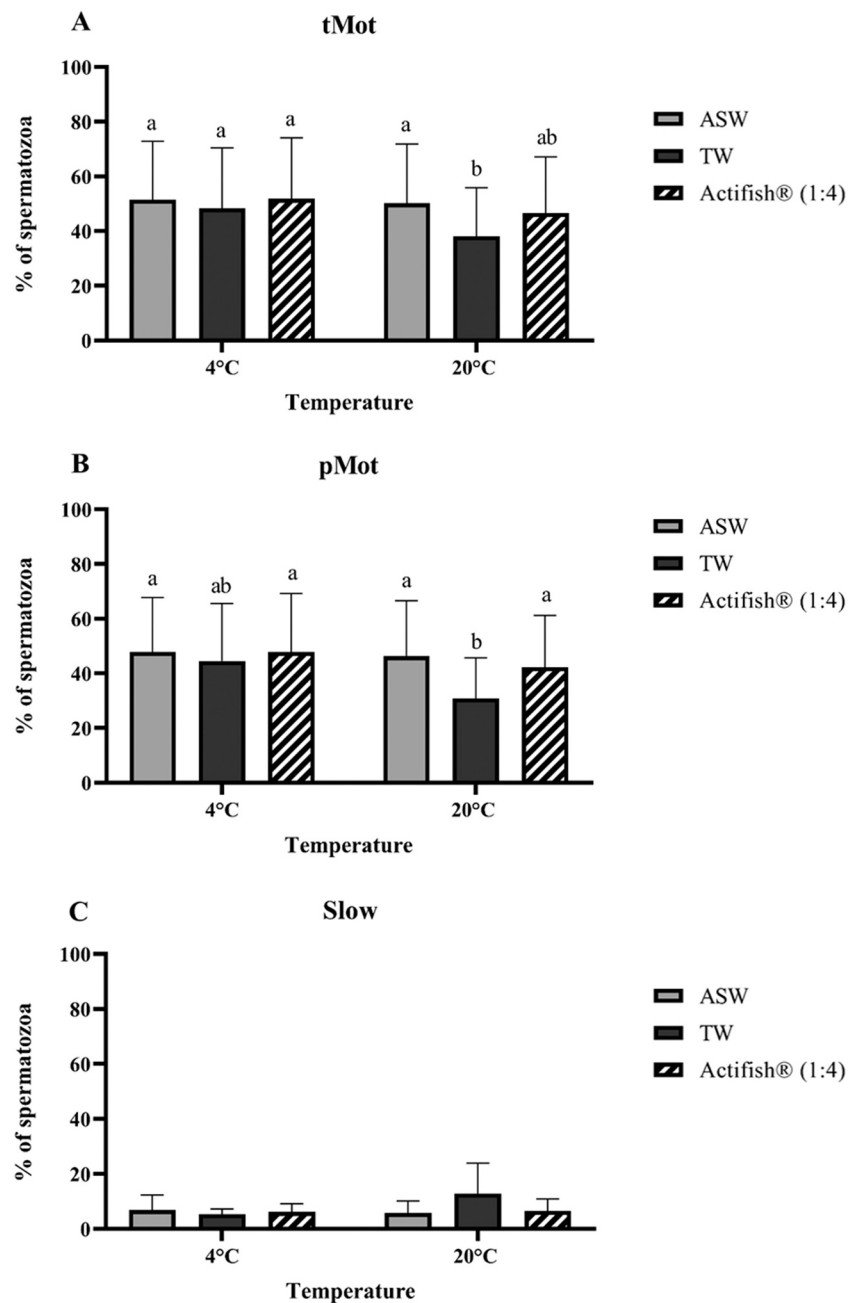 A
tMot
100
80
60
40
20
0
% of spermatozoa
a a a a b ab
4°C 20°C
Temperature
ASW
TW
Actifish® (1:4)
B
pMot
100
80
60
40
20
0
% of spermatozoa
a ab a a b a
4°C 20°C
Temperature
ASW
TW
Actifish® (1:4)
C
Slow
100
80
60
40
20
0
% of spermatozoa
4°C 20°C
Temperature
ASW
TW
Actifish® (1:4)